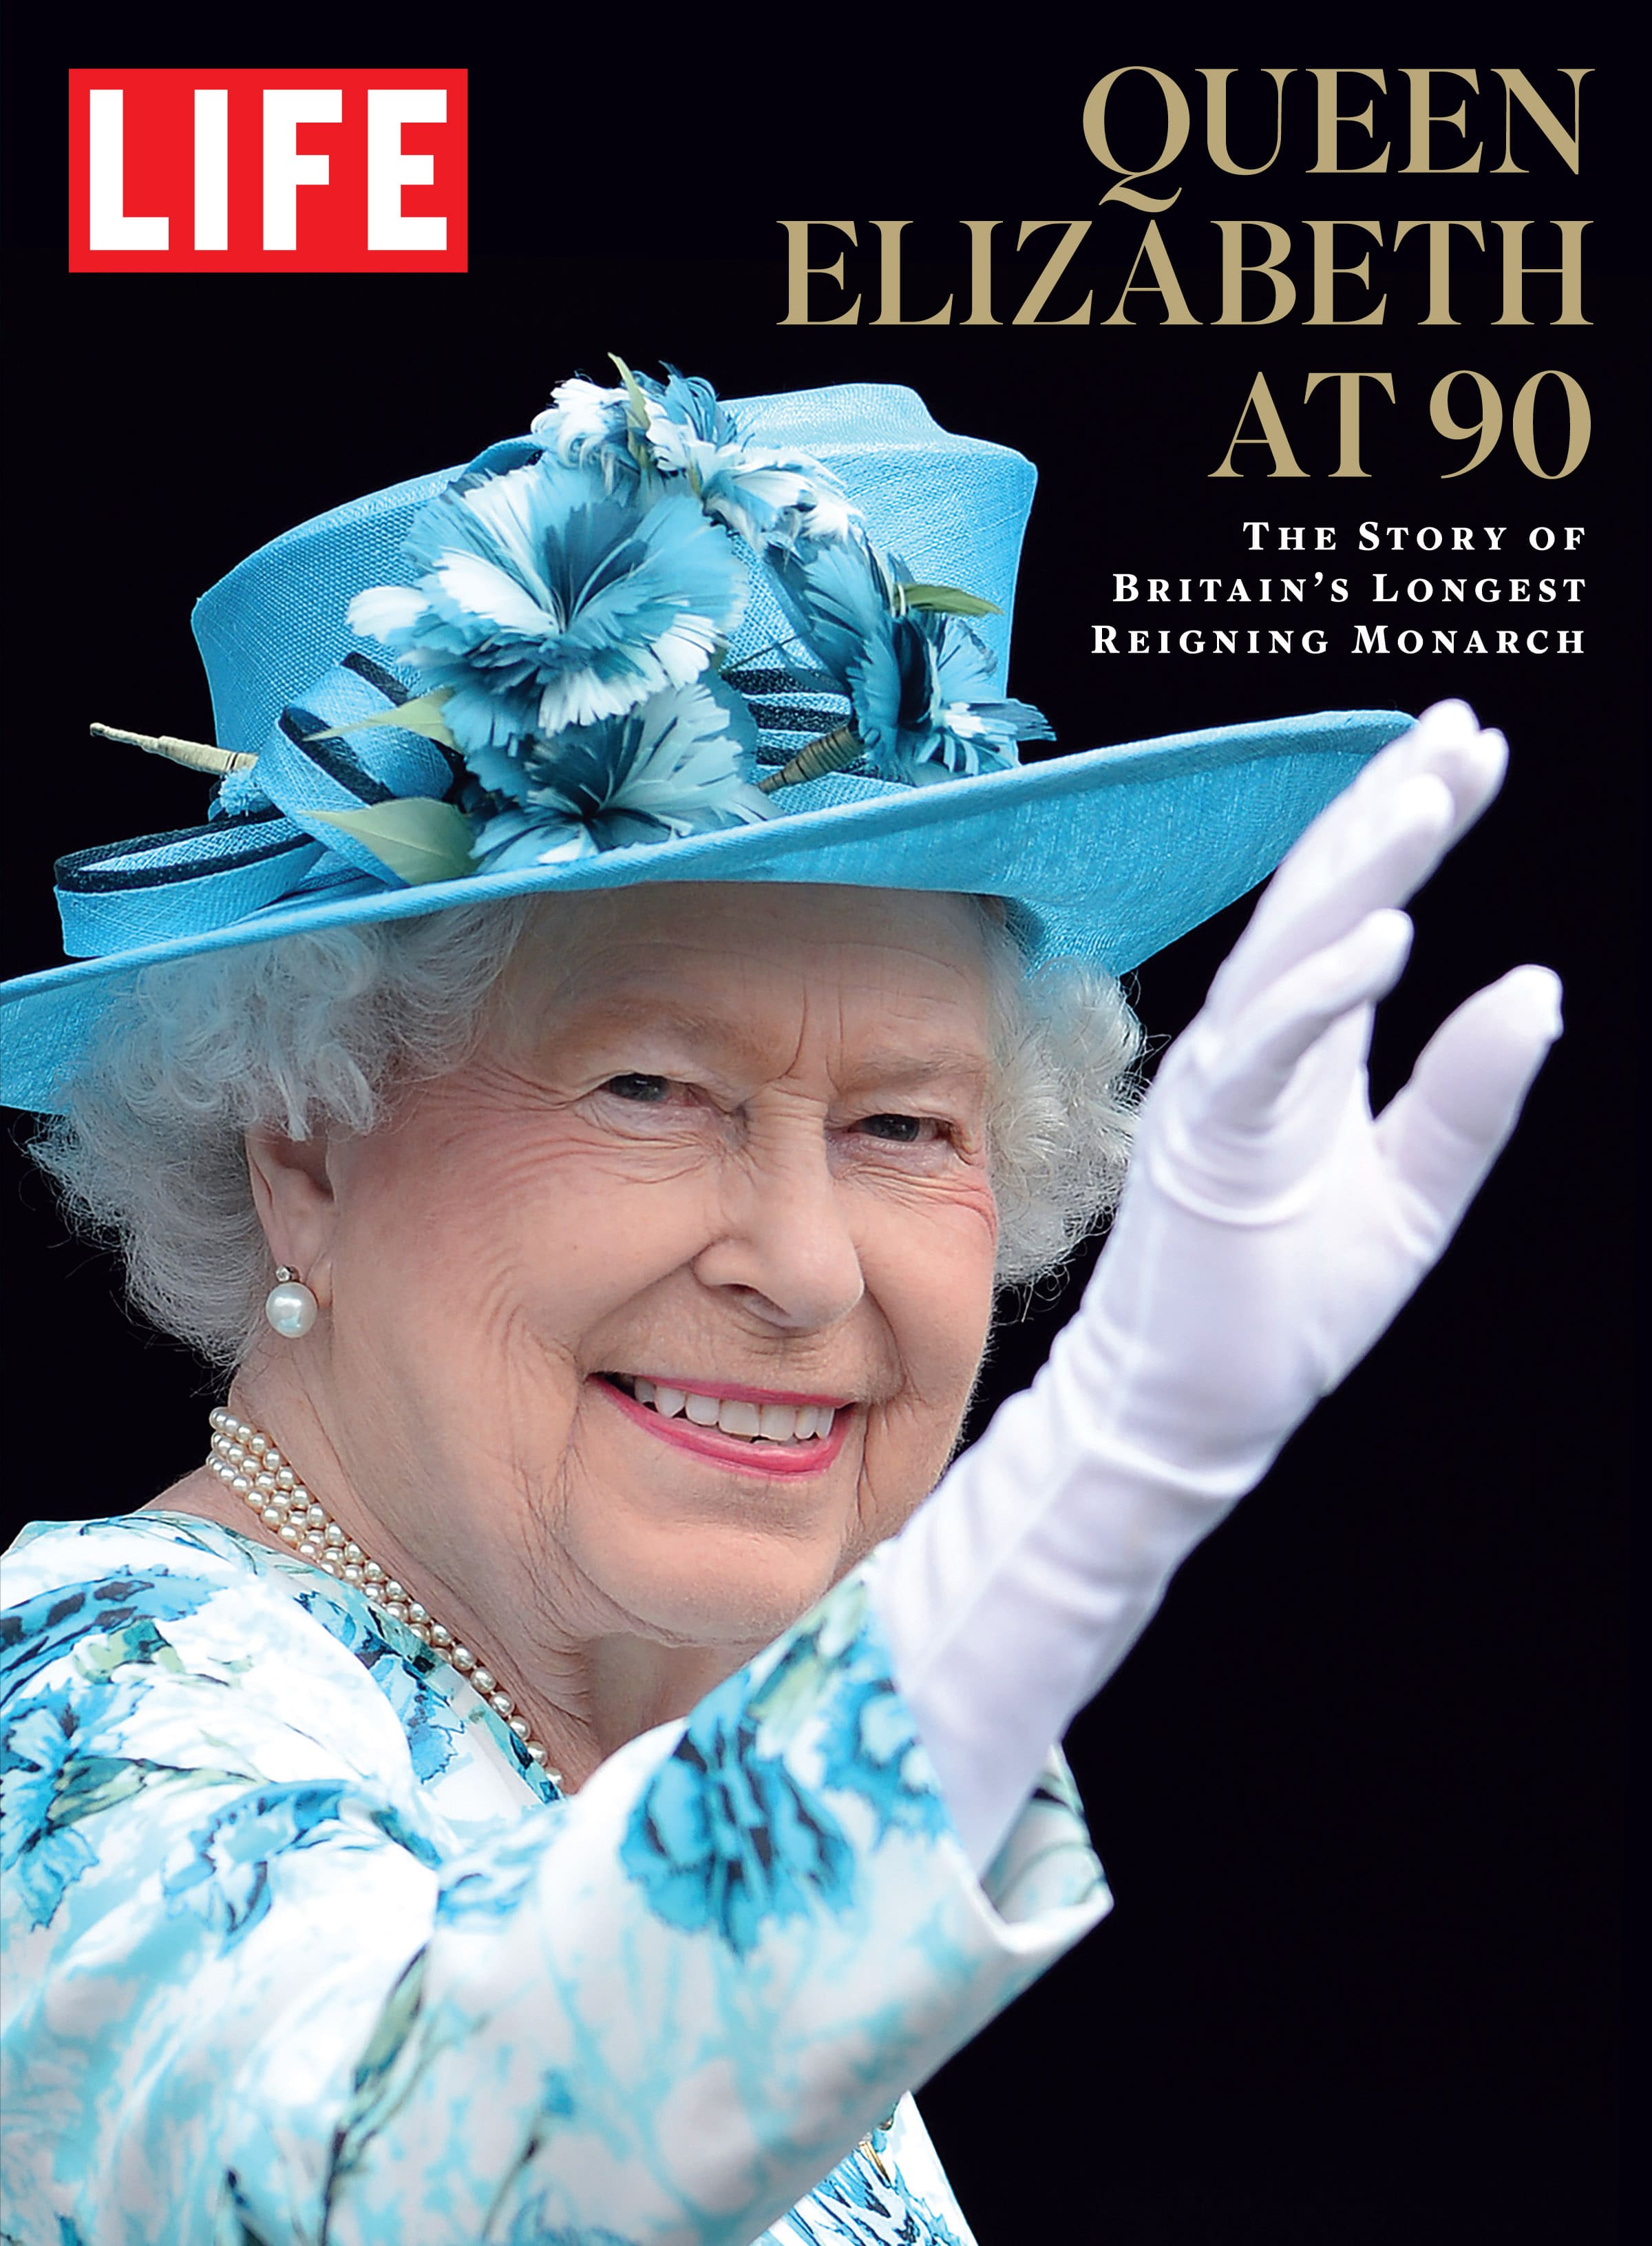 LIFE
QUEEN
ELIZABETH
AT 90
THE STORY OF
BRITAIN'S LONGEST
REIGNING MONARCH